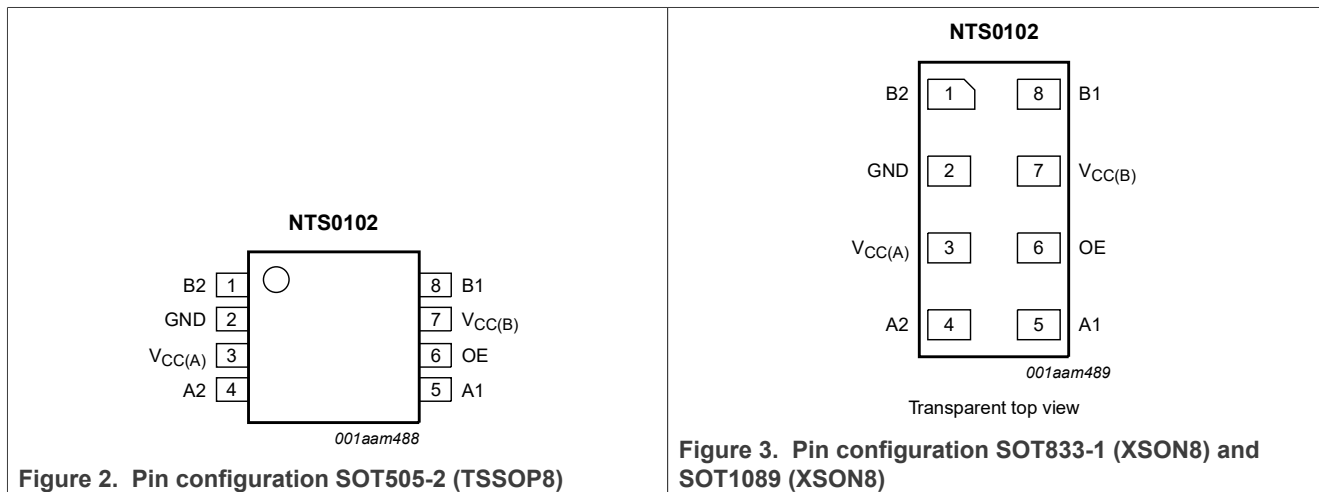 NTS0102
B2 1 8 B1
GND 2 7 VCC(B)
VCC(A) 3 6 OE
A2 4 5 A1
001aam488
Figure 2. Pin configuration SOT505-2 (TSSOP8)
NTS0102
B2 1 8 B1
GND 2 7 VCC(B)
VCC(A) 3 6 OE
A2 4 5 A1
001aam489
Transparent top view
Figure 3. Pin configuration SOT833-1 (XSON8) and
SOT1089 (XSON8)